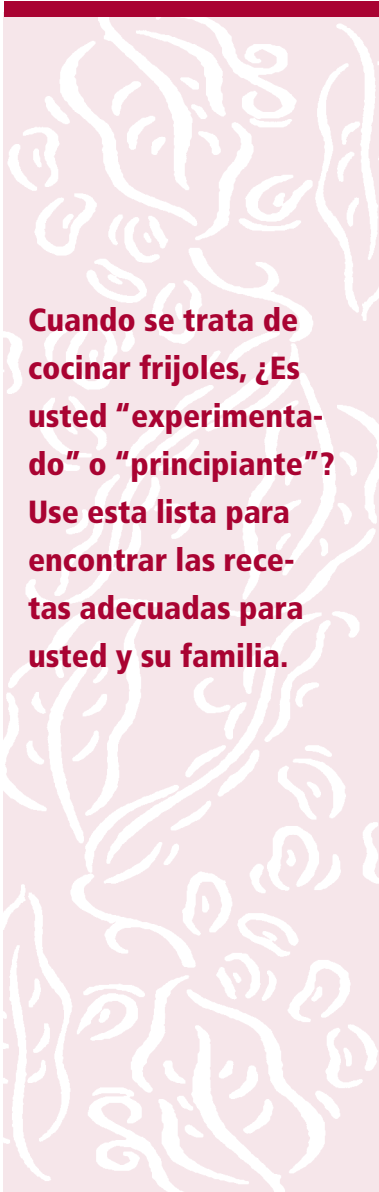 Cuando se trata de
cocinar frijoles, ¿Es
usted “experimenta-
do” o “principiante”?
Use esta lista para
encontrar las rece-
tas adecuadas para
usted y su familia.